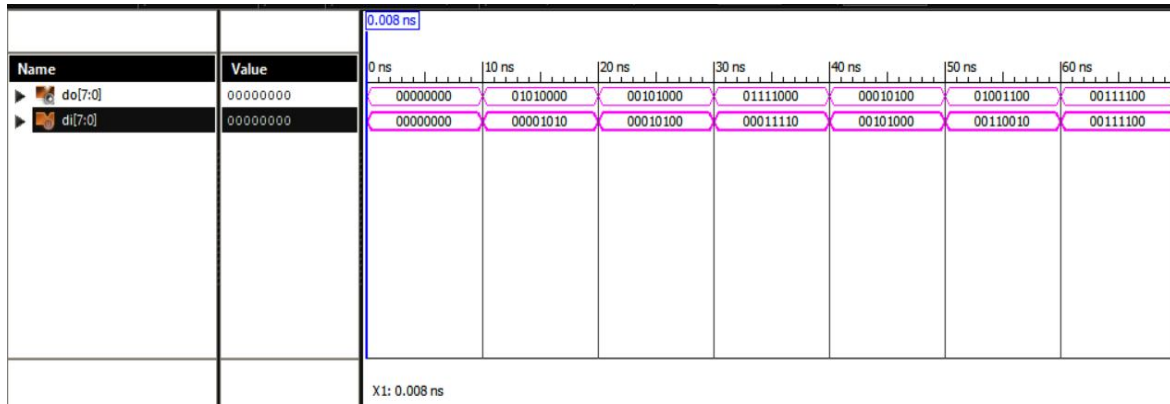 0.008 ns
Name Value 0 ns 10 ns 20 ns 30 ns 40 ns 50 ns 60 ns
do[7:0] 00000000 00000000 01010000 00101000 01111000 00010100 01001100 00111100
di[7:0] 00000000 00000000 00001010 00010100 00011110 00101000 00110010 00111100
X1: 0.008 ns